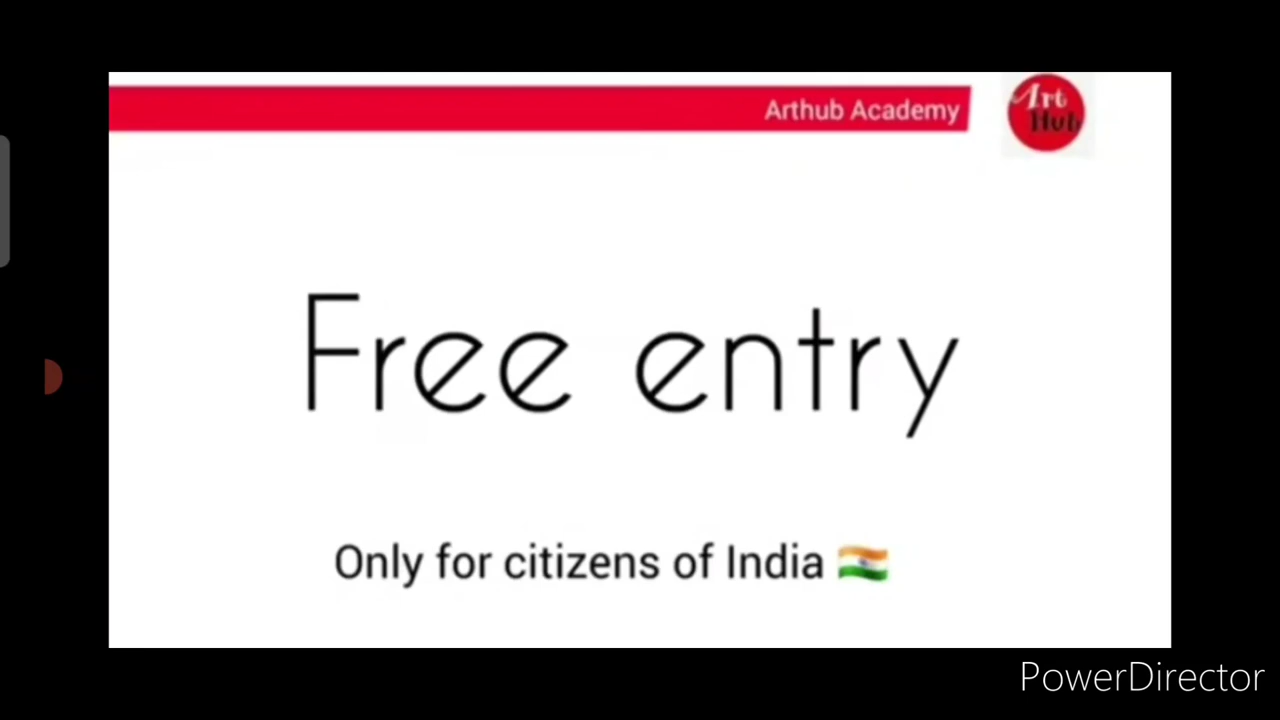 Arthub Academy
Art
Hub
Free entry
Only for citizens of India 🇮🇳
PowerDirector